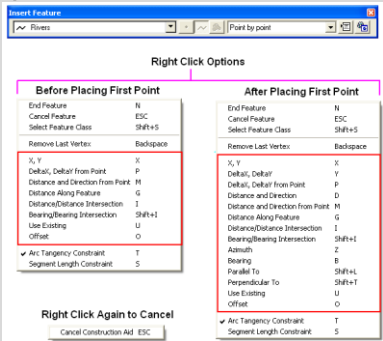 Insert Feature
Rivers
Point by point
Right Click Options
Before Placing First Point
End Feature N
Cancel Feature ESC
Select Feature Class Shift+S
Remove Last Vertex Backspace
X, Y X
DeltaX, DeltaY from Point P
Distance and Direction from Point M
Distance Along Feature G
Distance/Distance Intersection I
Bearing/Bearing Intersection Shift+I
Use Existing U
Offset O
Arc Tangency Constraint T
Segment Length Constraint S
After Placing First Point
End Feature N
Cancel Feature ESC
Select Feature Class Shift+S
Remove Last Vertex Backspace
X, Y X
DeltaX, DeltaY Y
DeltaX, DeltaY from Point P
Distance and Direction D
Distance and Direction from Point M
Distance Along Feature G
Distance/Distance Intersection I
Bearing/Bearing Intersection Shift+I
Azimuth Z
Bearing B
Parallel To Shift+L
Perpendicular To Shift+T
Use Existing U
Offset O
Arc Tangency Constraint T
Segment Length Constraint S
Right Click Again to Cancel
Cancel Construction Aid ESC